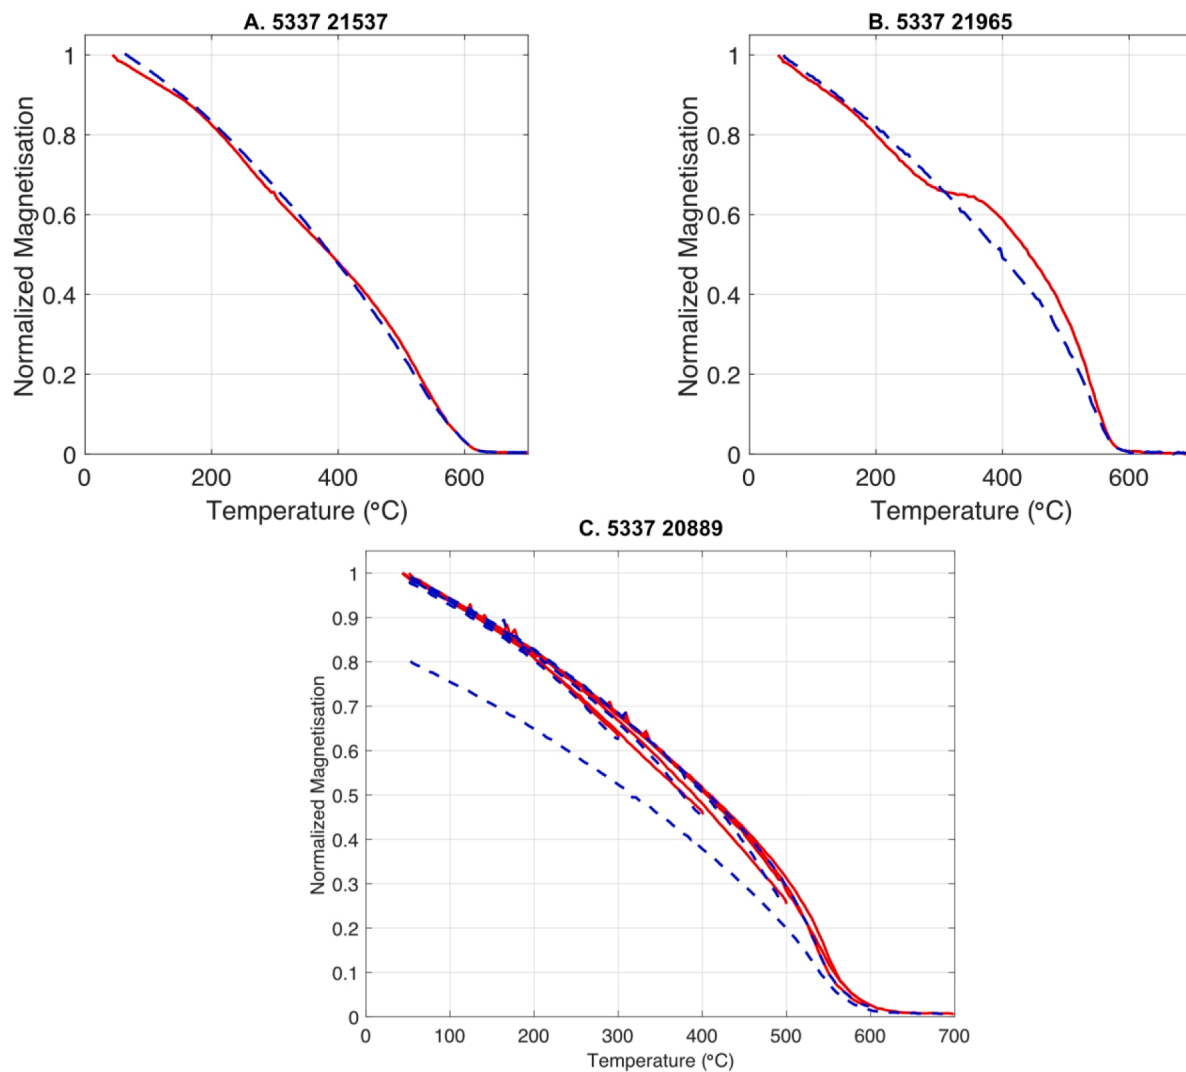 A. 5337 21537
Normalized Magnetisation
1
0.8
0.6
0.4
0.2
0
0 200 400 600
Temperature (°C)
B. 5337 21965
Normalized Magnetisation
1
0.8
0.6
0.4
0.2
0
0 200 400 600
Temperature (°C)
C. 5337 20889
Normalized Magnetisation
1
0.9
0.8
0.7
0.6
0.5
0.4
0.3
0.2
0.1
0
0 100 200 300 400 500 600 700
Temperature (°C)